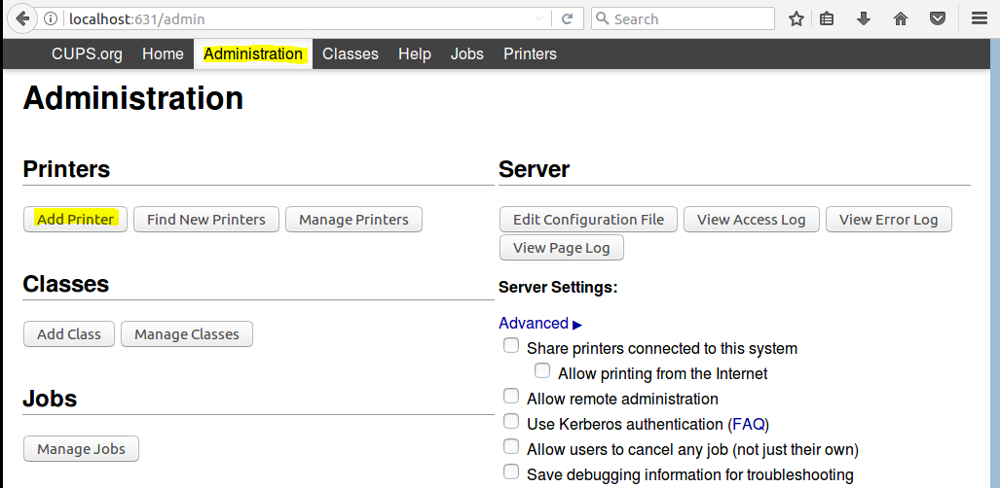 localhost:631/admin
Search
CUPS.org Home Administration Classes Help Jobs Printers
Administration
Printers
Add Printer Find New Printers Manage Printers
Classes
Add Class Manage Classes
Jobs
Manage Jobs
Server
Edit Configuration File View Access Log View Error Log
View Page Log
Server Settings:
Advanced ▶
Share printers connected to this system
Allow printing from the Internet
Allow remote administration
Use Kerberos authentication (FAQ)
Allow users to cancel any job (not just their own)
Save debugging information for troubleshooting